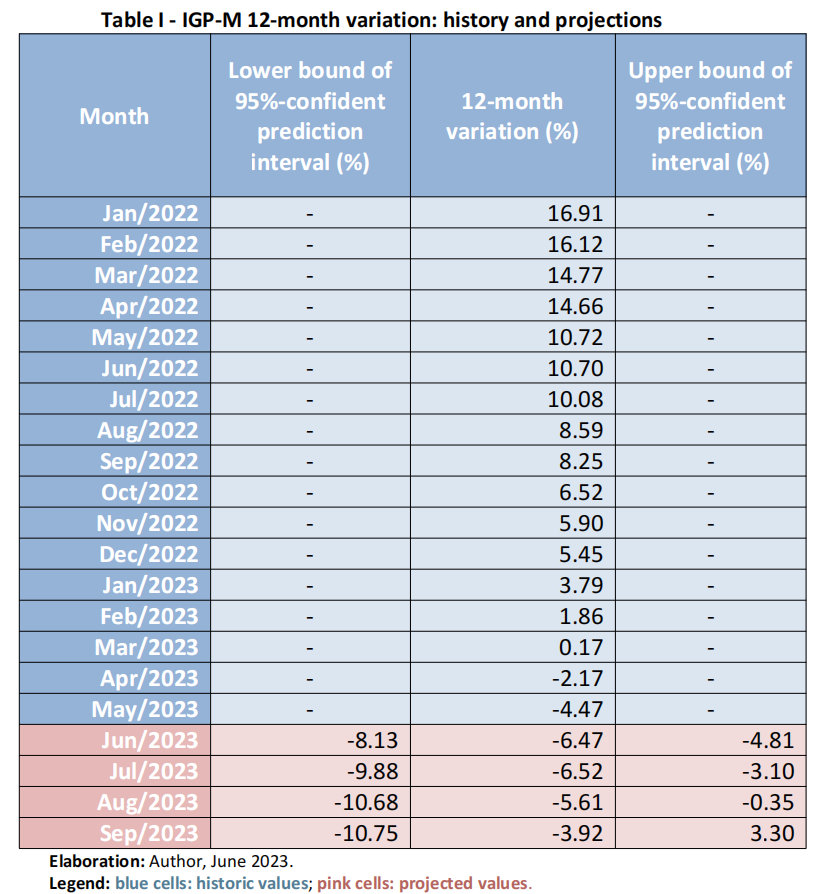 Table I - IGP-M 12-month variation: history and projections
Month
Lower bound of
95%-confident
prediction
interval (%)
12-month
variation (%)
Upper bound of
95%-confident
prediction
interval (%)
Jan/2022 - 16.91 -
Feb/2022 - 16.12 -
Mar/2022 - 14.77 -
Apr/2022 - 14.66 -
May/2022 - 10.72 -
Jun/2022 - 10.70 -
Jul/2022 - 10.08 -
Aug/2022 - 8.59 -
Sep/2022 - 8.25 -
Oct/2022 - 6.52 -
Nov/2022 - 5.90 -
Dec/2022 - 5.45 -
Jan/2023 - 3.79 -
Feb/2023 - 1.86 -
Mar/2023 - 0.17 -
Apr/2023 - -2.17 -
May/2023 - -4.47 -
Jun/2023 -8.13 -6.47 -4.81
Jul/2023 -9.88 -6.52 -3.10
Aug/2023 -10.68 -5.61 -0.35
Sep/2023 -10.75 -3.92 3.30
Elaboration: Author, June 2023.
Legend: blue cells: historic values; pink cells: projected values.